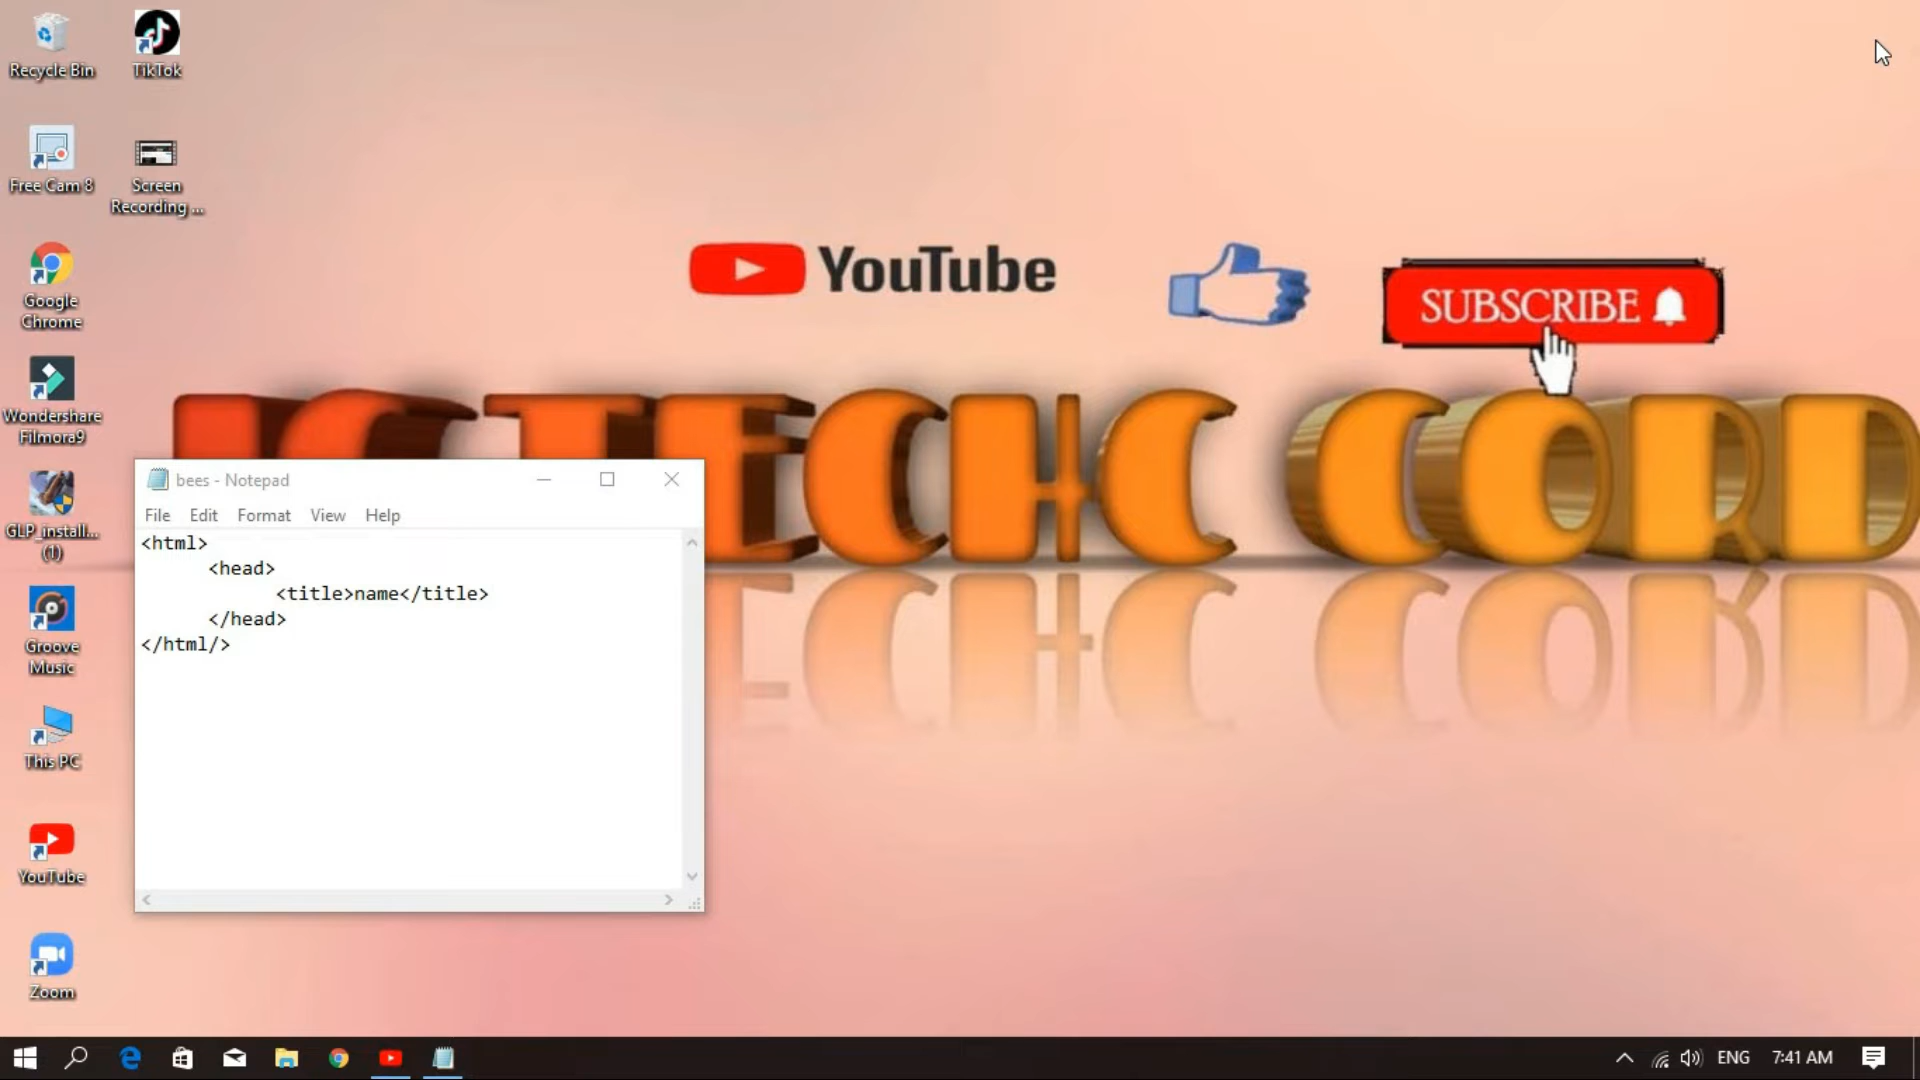 Recycle Bin
TikTok
Free Cam 8
Screen
Recording ...
Google
Chrome
Wondershare
Filmora9
GLP_install...
(1)
Groove
Music
This PC
YouTube
Zoom
YouTube
SUBSCRIBE
TECHC CORD
bees - Notepad
File Edit Format View Help
<html>
<head>
<title>name</title>
</head>
</html/>
ENG
7:41 AM